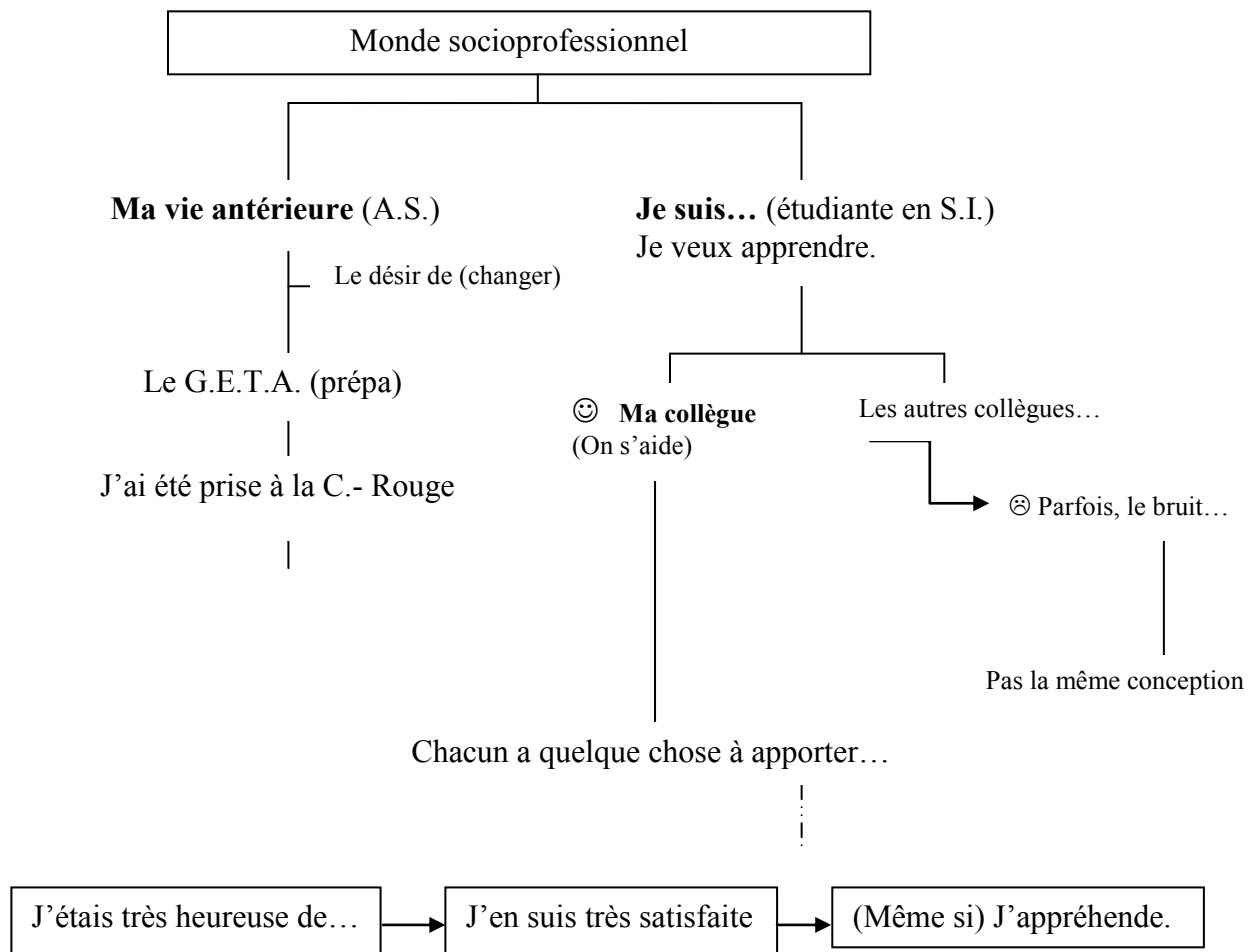 Monde socioprofessionnel
Ma vie antérieure (A.S.)
Je suis… (étudiante en S.I.)
Je veux apprendre.
Le désir de (changer)
Le G.E.T.A. (prépa)
☺ Ma collègue
(On s’aide)
Les autres collègues…
J’ai été prise à la C.- Rouge
☹ Parfois, le bruit…
Pas la même conception
Chacun a quelque chose à apporter…
J’étais très heureuse de…
J’en suis très satisfaite
(Même si) J’appréhende.